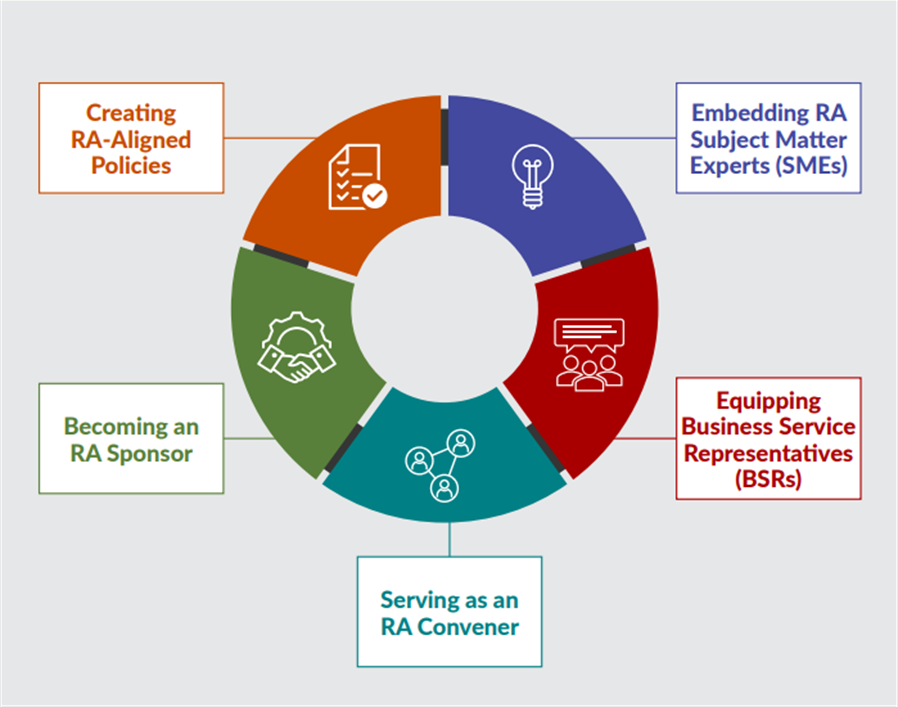 Creating
RA-Aligned
Policies
Embedding RA
Subject Matter
Experts (SMEs)
Becoming an
RA Sponsor
Equipping
Business Service
Representatives
(BSRs)
Serving as an
RA Convener